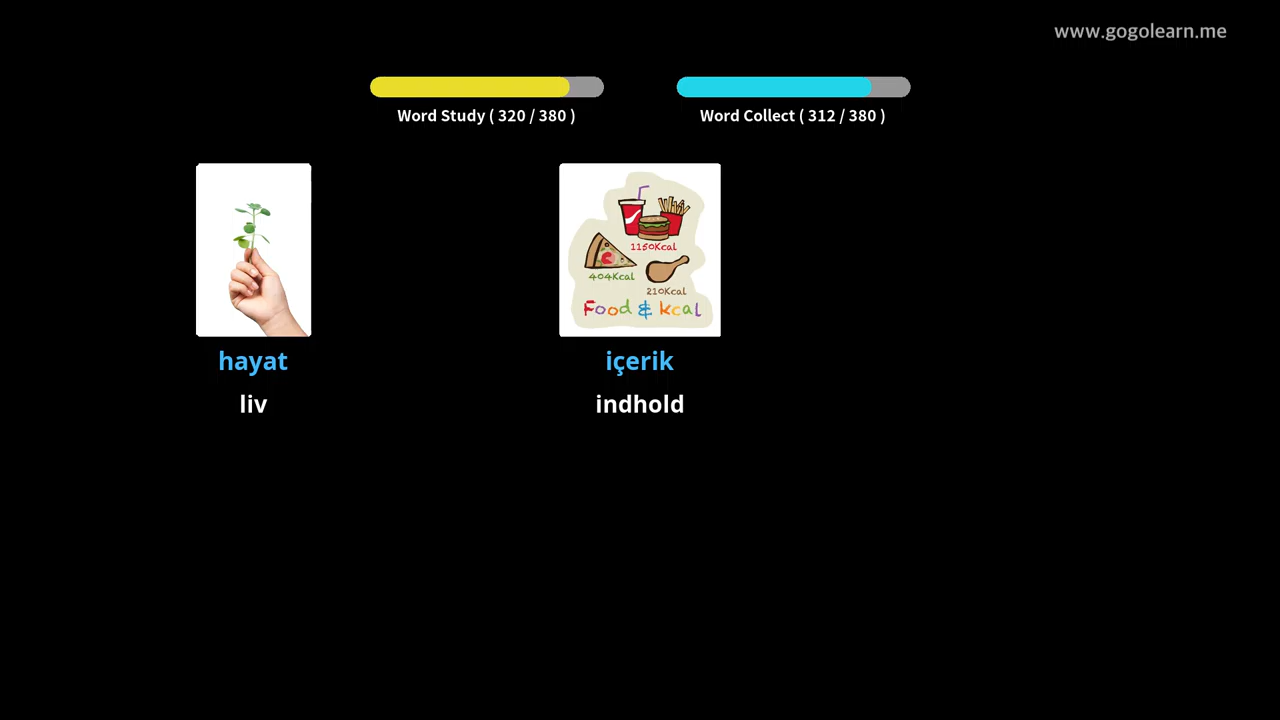 www.gogolearn.me
Word Study ( 320 / 380 )
Word Collect ( 312 / 380 )
1150Kcal
404Kcal
210Kcal
Food & kcal
hayat
içerik
liv
indhold